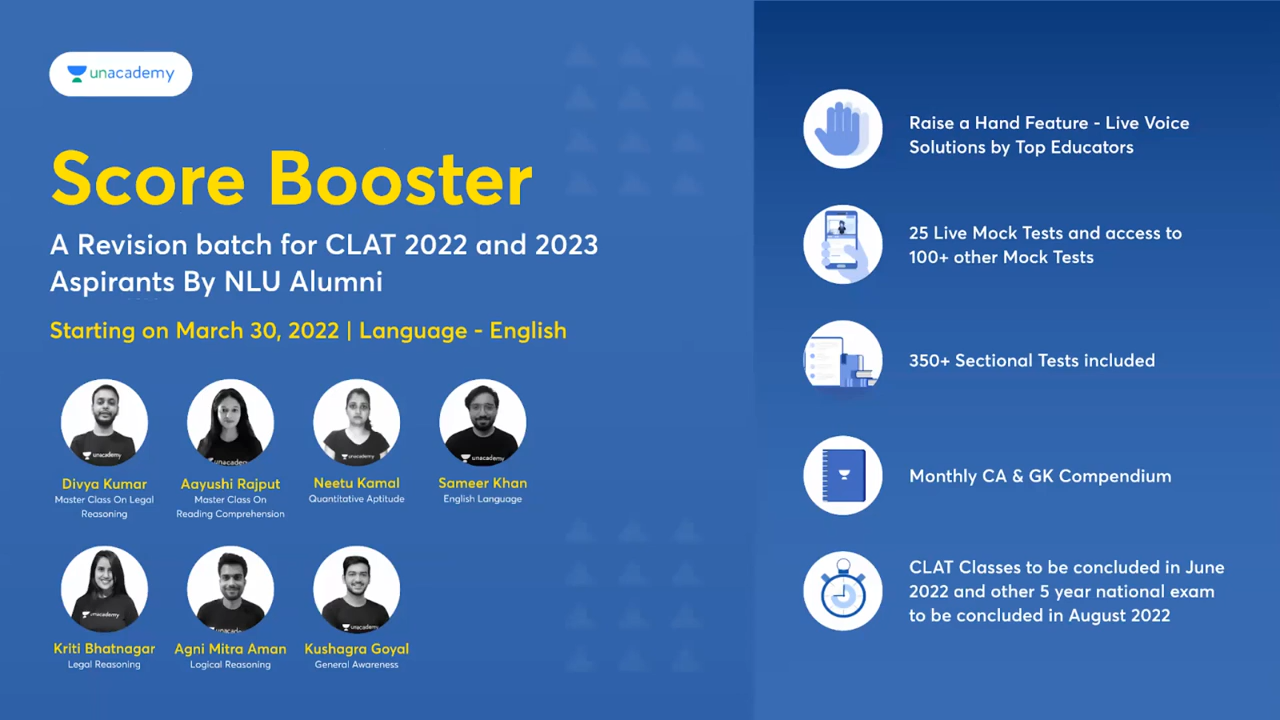 unacademy
Score Booster
A Revision batch for CLAT 2022 and 2023
Aspirants By NLU Alumni
Starting on March 30, 2022 | Language - English
unacademy
unacademy
unacademy
Divya Kumar
Master Class On Legal
Reasoning
Aayushi Rajput
Master Class On
Reading Comprehension
Neetu Kamal
Quantitative Aptitude
Sameer Khan
English Language
unacademy
Kriti Bhatnagar
Legal Reasoning
Agni Mitra Aman
Logical Reasoning
Kushagra Goyal
General Awareness
Raise a Hand Feature - Live Voice
Solutions by Top Educators
25 Live Mock Tests and access to
100+ other Mock Tests
350+ Sectional Tests included
Monthly CA & GK Compendium
CLAT Classes to be concluded in June
2022 and other 5 year national exam
to be concluded in August 2022